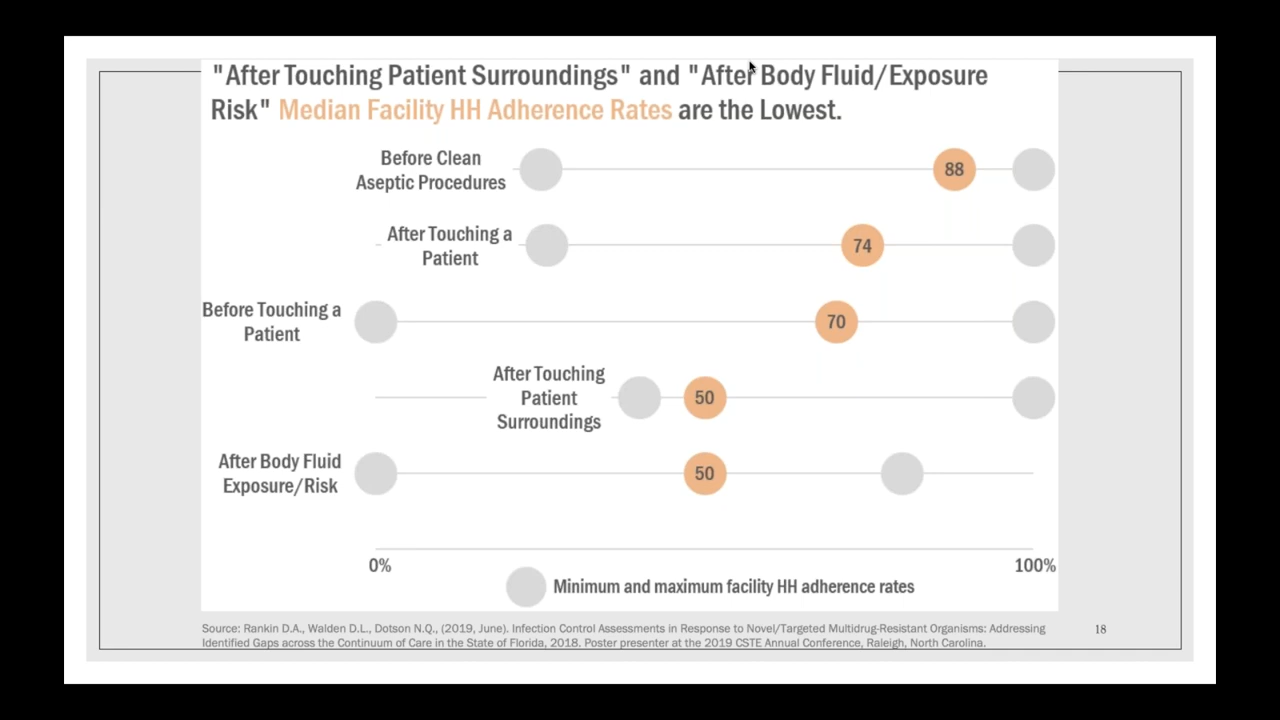 "After Touching Patient Surroundings" and "After Body Fluid/Exposure
Risk" Median Facility HH Adherence Rates are the Lowest.
Before Clean
Aseptic Procedures
88
After Touching a
Patient
74
Before Touching a
Patient
70
After Touching
Patient
Surroundings
50
After Body Fluid
Exposure/Risk
50
0%
100%
Minimum and maximum facility HH adherence rates
Source: Rankin D.A., Walden D.L., Dotson N.Q., (2019, June). Infection Control Assessments in Response to Novel/Targeted Multidrug-Resistant Organisms: Addressing
Identified Gaps across the Continuum of Care in the State of Florida, 2018. Poster presenter at the 2019 CSTE Annual Conference, Raleigh, North Carolina.
18